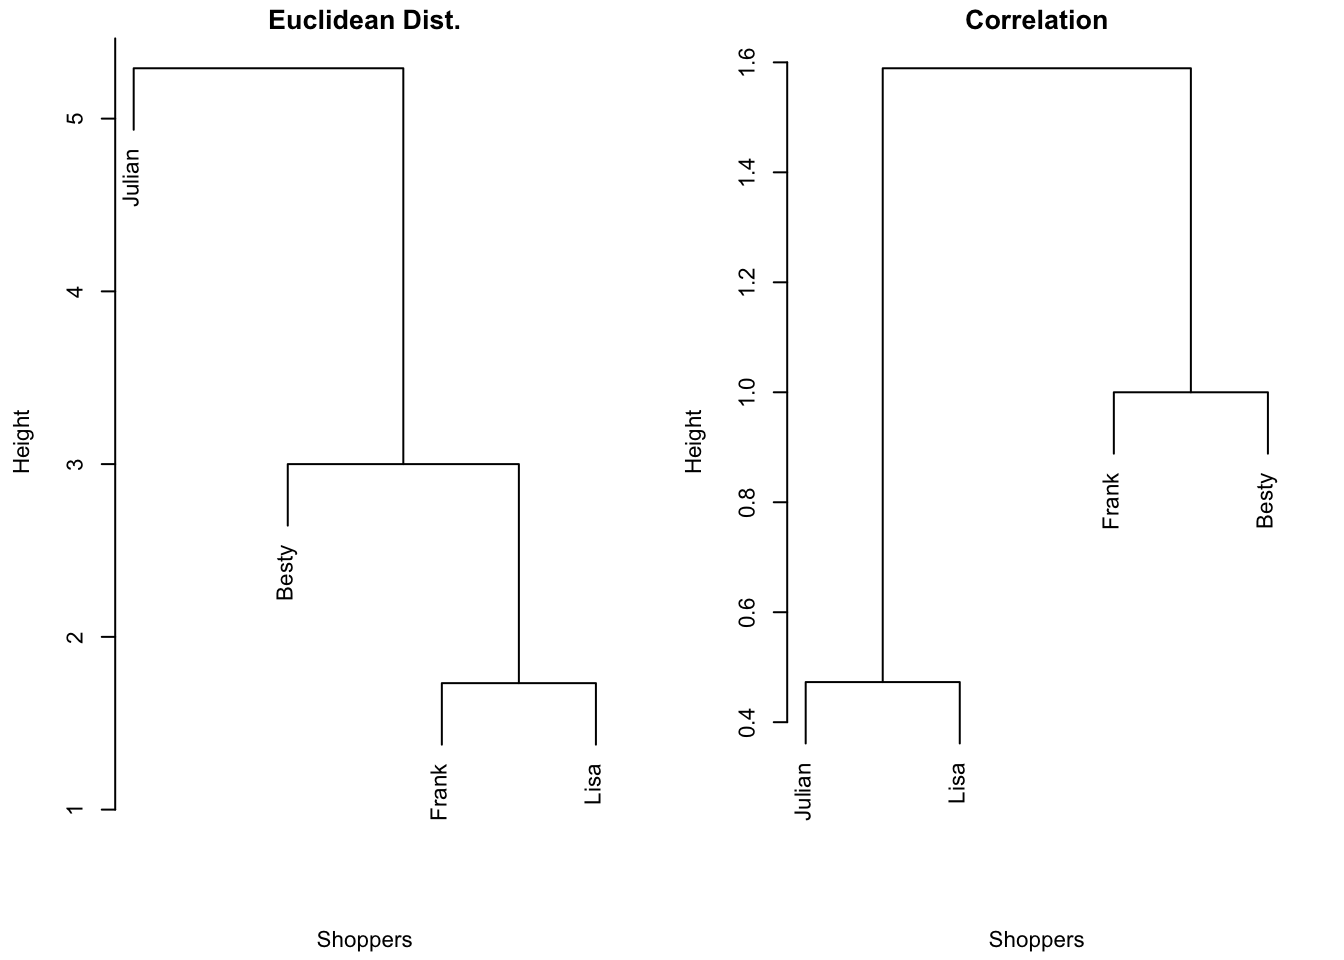 Euclidean Dist.
Height
5
4
3
2
1
Julian
Besty
Frank
Lisa
Shoppers
Correlation
Height
1.6
1.4
1.2
1.0
0.8
0.6
0.4
Julian
Lisa
Frank
Besty
Shoppers